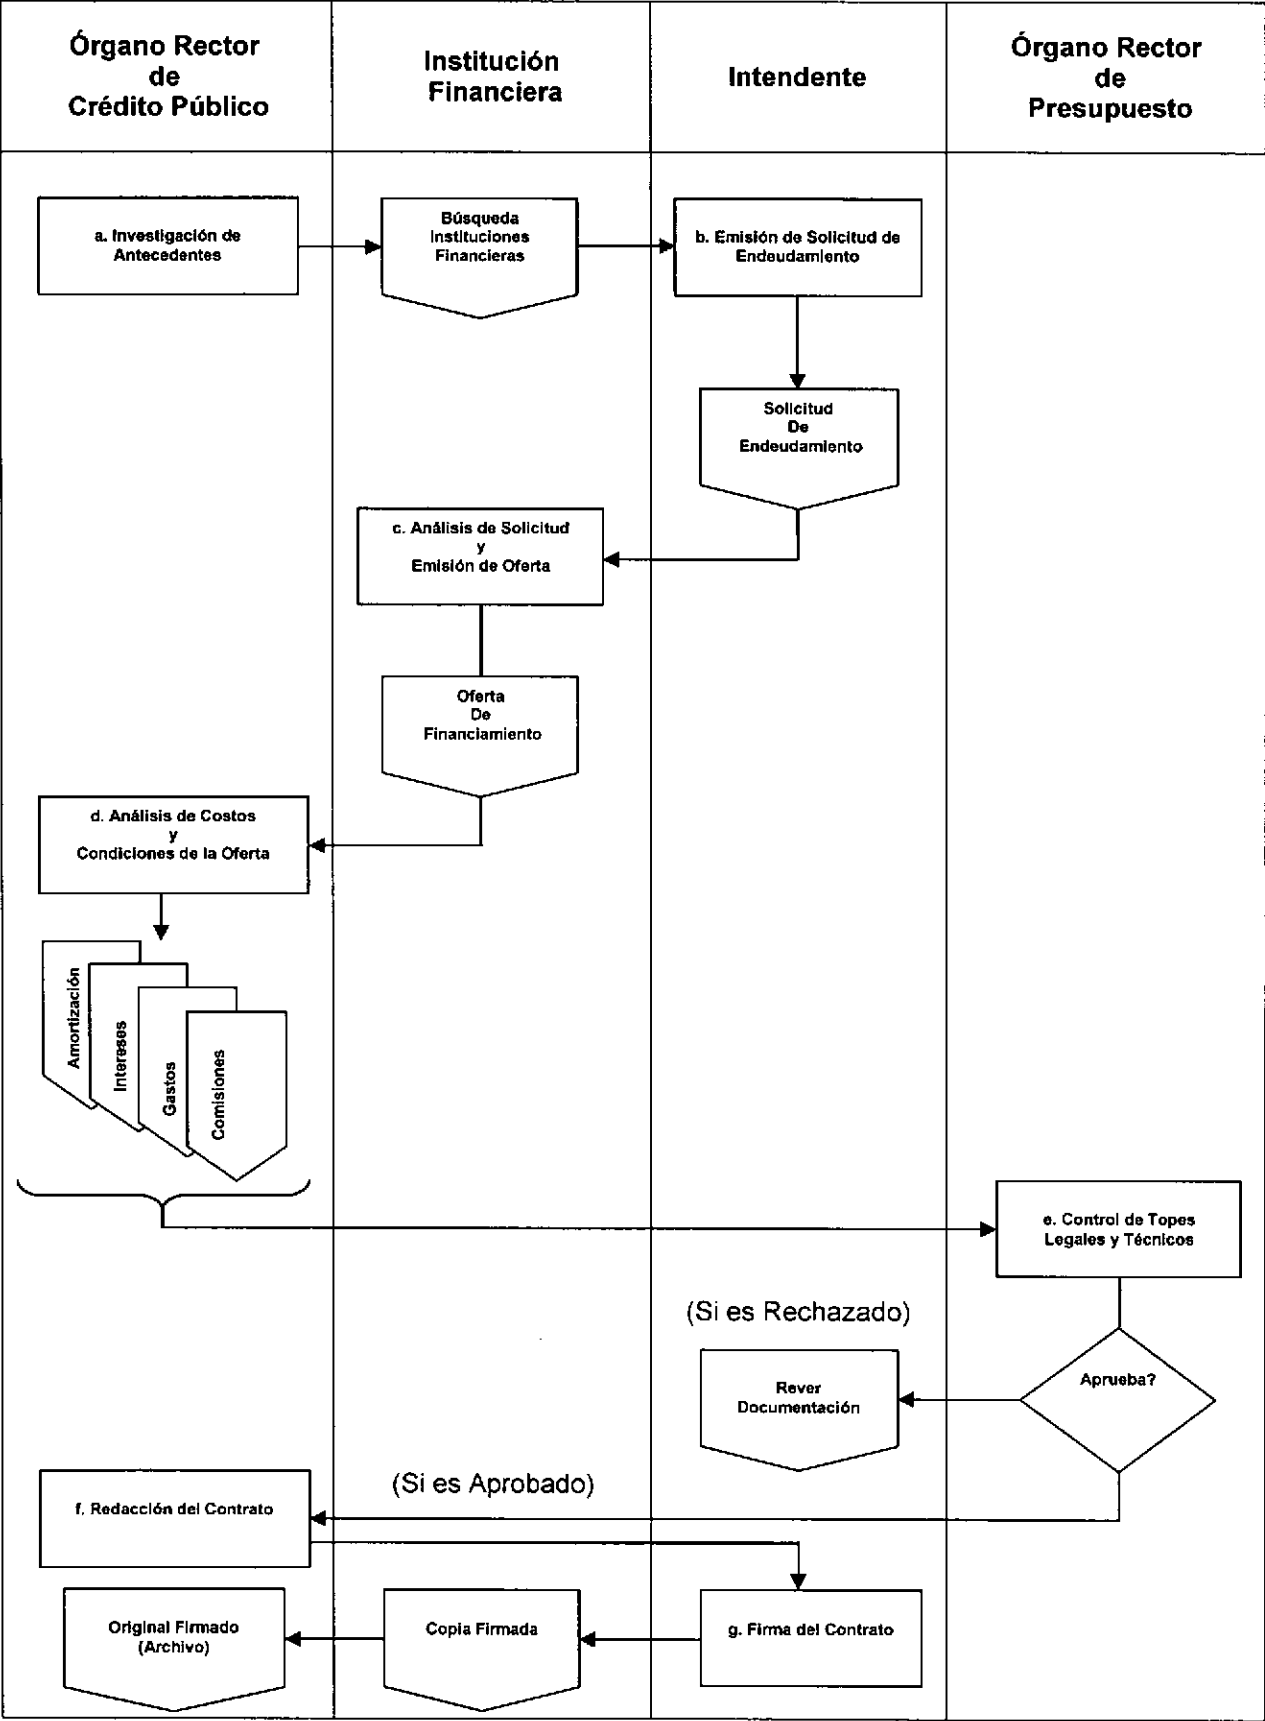 Órgano Rector
de
Crédito Público
Institución
Financiera
Intendente
Órgano Rector
de
Presupuesto
a. Investigación de
Antecedentes
Búsqueda
Instituciones
Financieras
b. Emisión de Solicitud de
Endeudamiento
Solicitud
De
Endeudamiento
c. Análisis de Solicitud
y
Emisión de Oferta
Oferta
De
Financiamiento
d. Análisis de Costos
y
Condiciones de la Oferta
Amortización
Intereses
Gastos
Comisiones
e. Control de Topes
Legales y Técnicos
(Si es Rechazado)
Aprueba?
Rever
Documentación
(Si es Aprobado)
f. Redacción del Contrato
Original Firmado
(Archivo)
Copia Firmada
g. Firma del Contrato